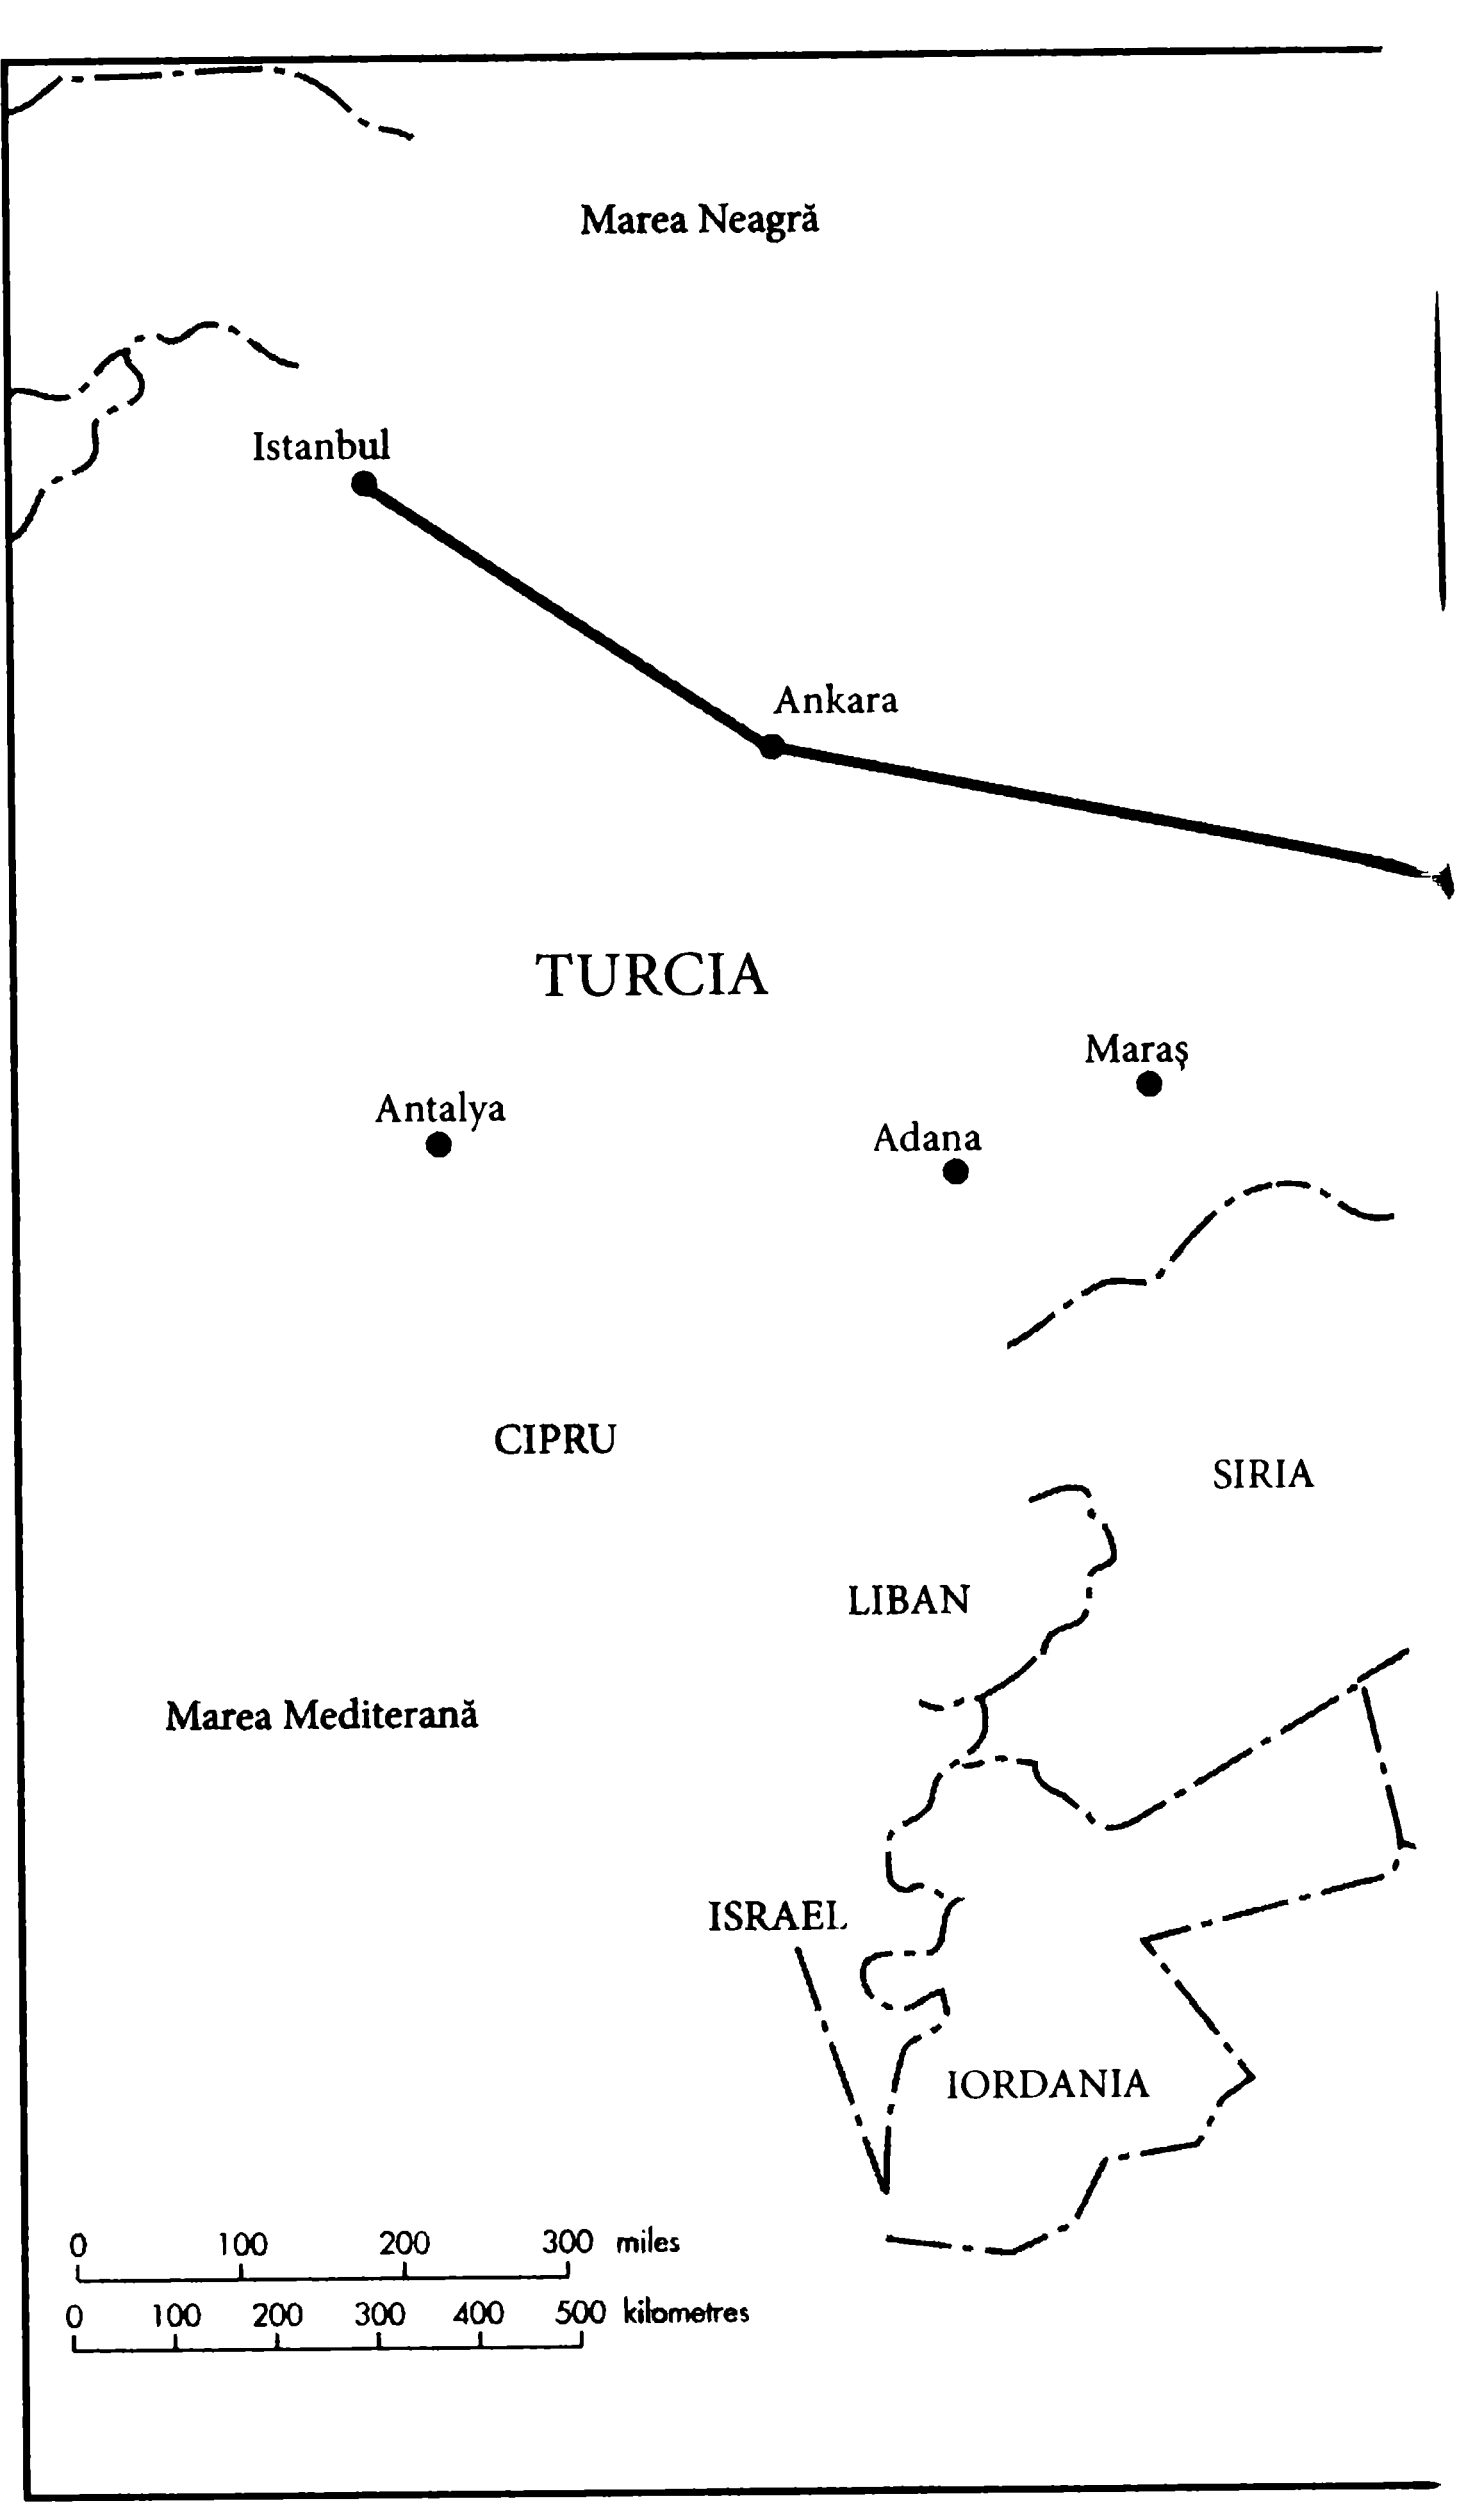 Marea Neagră
Istanbul
Ankara
TURCIA
Maraş
Antalya
Adana
CIPRU
SIRIA
LIBAN
Marea Mediterană
ISRAEL
IORDANIA
0 100 200 300 miles
0 100 200 300 400 500 kilometres